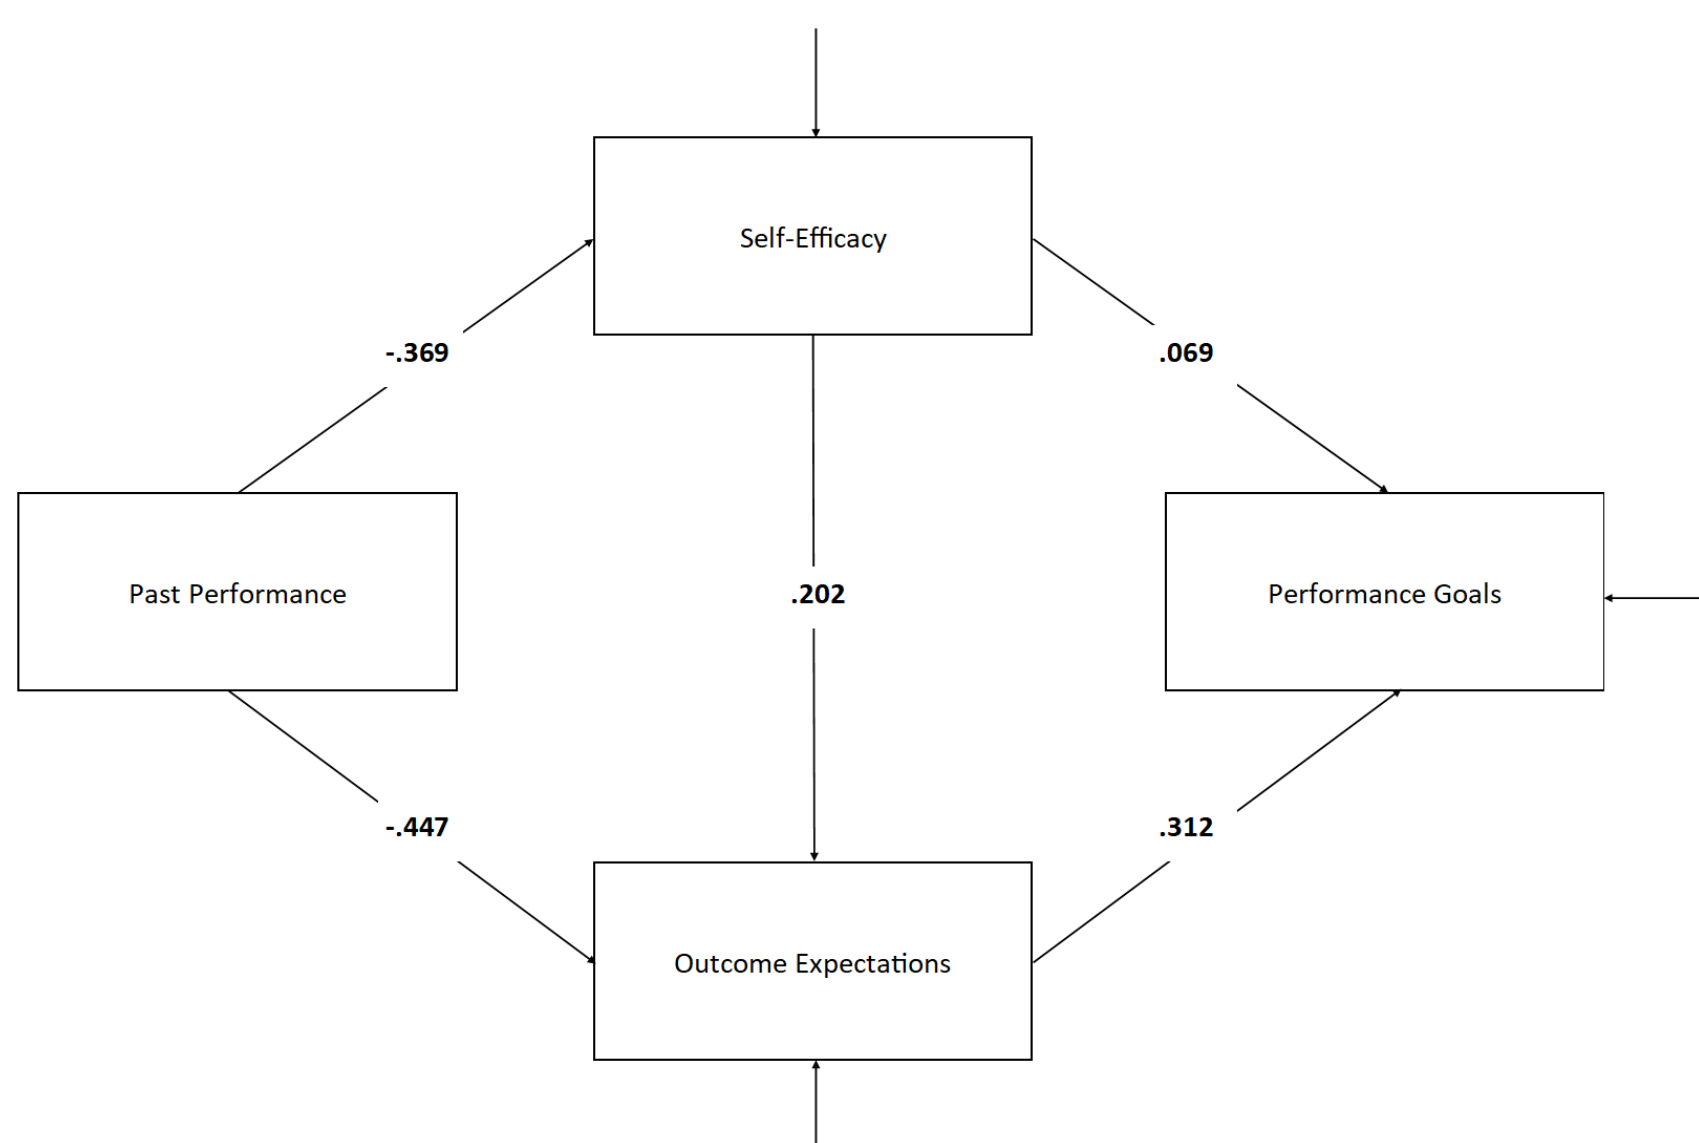 Self-Efficacy
-.369
.069
Past Performance
.202
Performance Goals
-.447
.312
Outcome Expectations